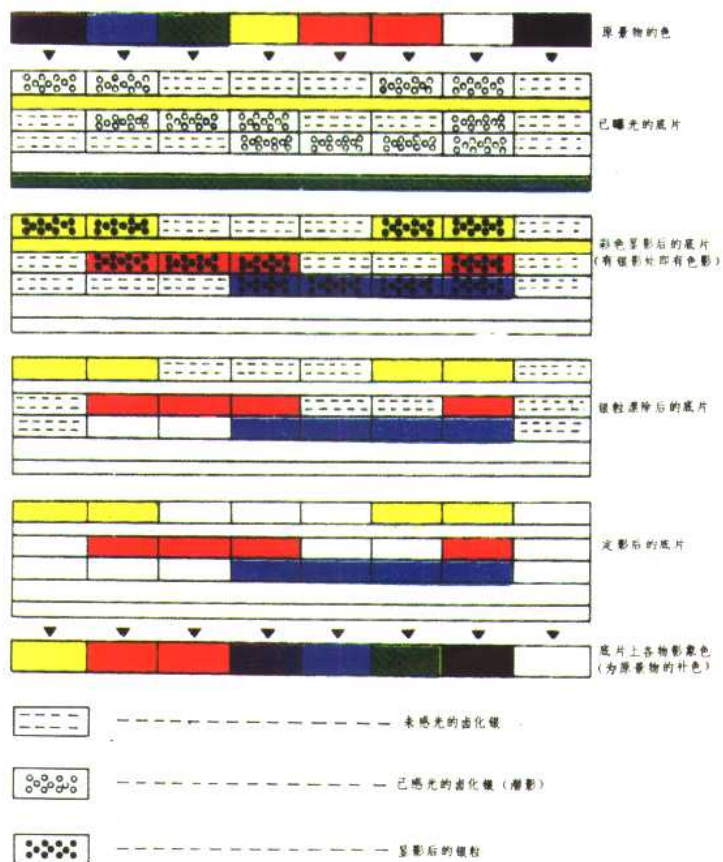 原景物的色
已曝光的底片
彩色显影后的底片
(有银影处即有色影)
银粒漂除后的底片
定影后的底片
底片上各物影象色
(为原景物的补色)
未感光的卤化银
已感光的卤化银(潜影)
显影后的银粒